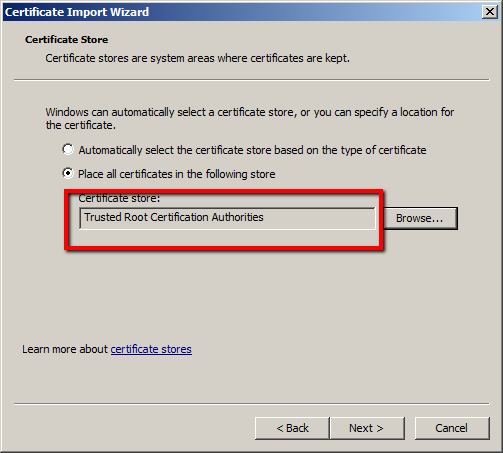 Certificate Import Wizard
Certificate Store
Certificate stores are system areas where certificates are kept.
Windows can automatically select a certificate store, or you can specify a location for
the certificate.
Automatically select the certificate store based on the type of certificate
Place all certificates in the following store
Certificate store:
Trusted Root Certification Authorities
Browse...
Learn more about certificate stores
< Back
Next >
Cancel